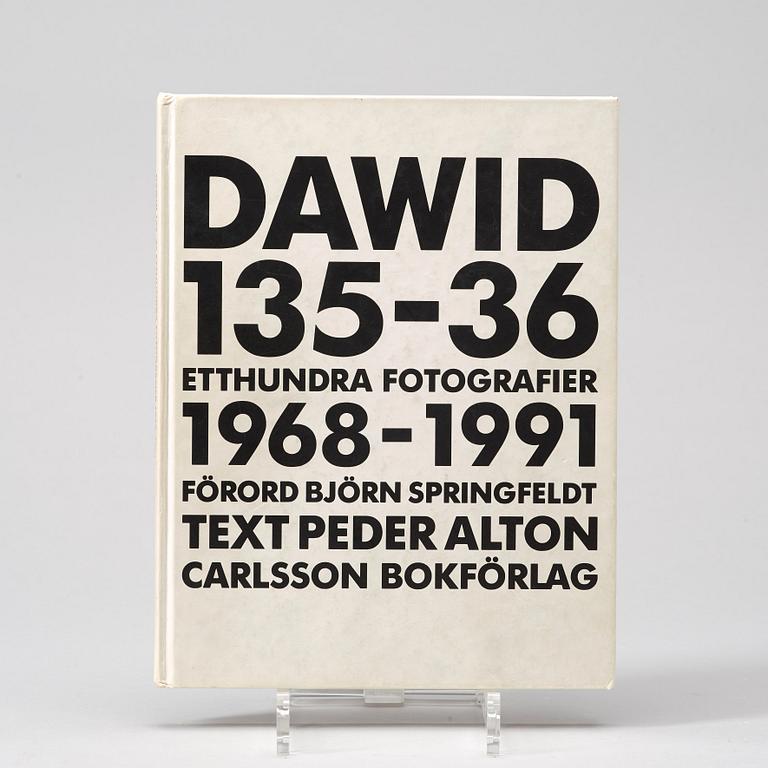 DAWID
135-36
ETTHUNDRA FOTOGRAFIER
1968-1991
FÖRORD BJÖRN SPRINGFELDT
TEXT PEDER ALTON
CARLSSON BOKFÖRLAG